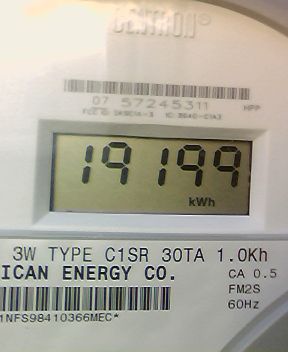 CENTRON®
07 57245311 HPP
19199
kWh
3W TYPE C1SR 30TA 1.0Kh
ICAN ENERGY CO. CA 0.5
FM2S
60Hz
1NFS98410366MEC*